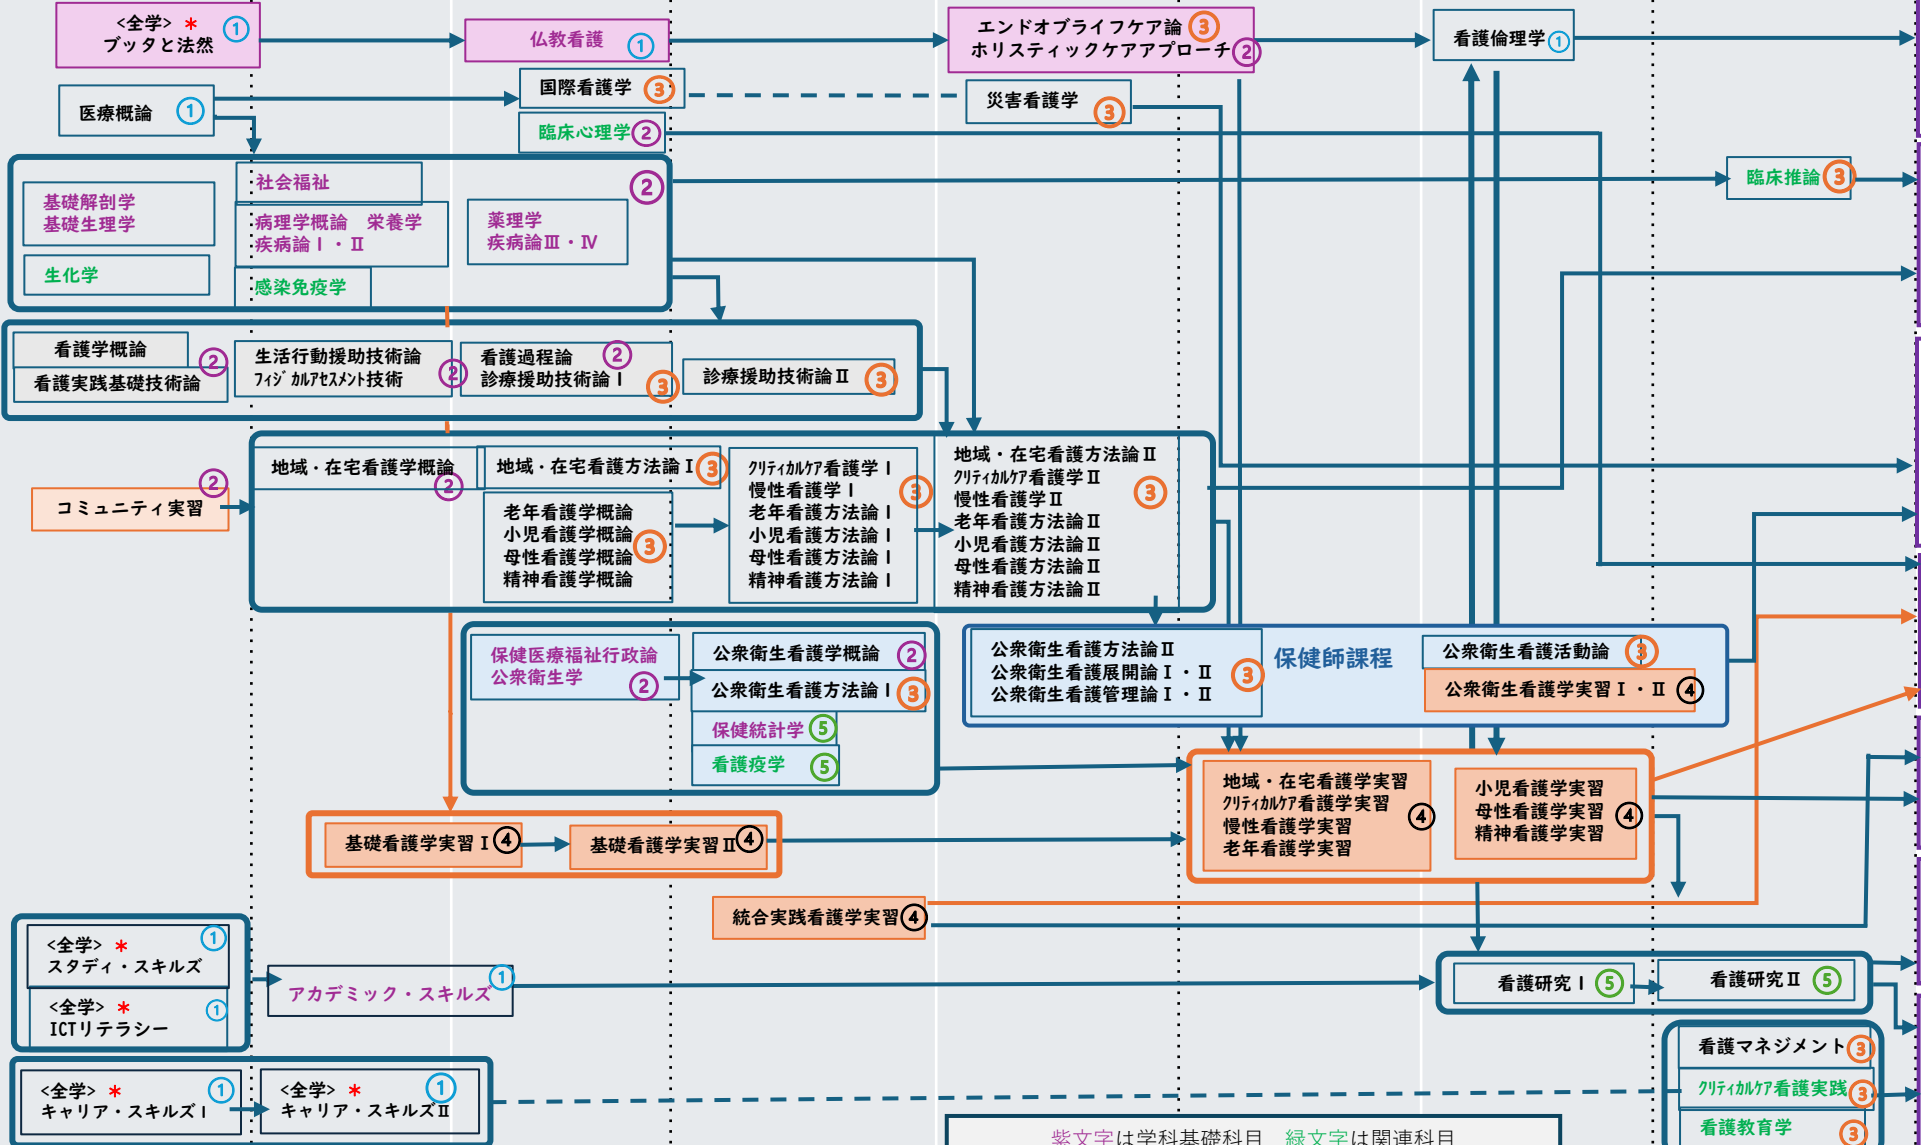 <全学> * ①
ブッタと法然
仏教看護 ①
エンドオブライフケア論 ③
ホリスティックケアアプローチ ②
看護倫理学 ①
医療概論 ①
国際看護学 ③
災害看護学 ③
臨床心理学 ②
臨床推論 ③
②
基礎解剖学
基礎生理学
生化学
社会福祉
病理学概論　栄養学
疾病論Ⅰ・Ⅱ
感染免疫学
薬理学
疾病論Ⅲ・Ⅳ
看護学概論
②
看護実践基礎技術論
生活行動援助技術論
フィジカルアセスメント技術 ②
看護過程論 ②
診療援助技術論Ⅰ ③
診療援助技術論Ⅱ ③
コミュニティ実習 ②
地域・在宅看護学概論 ②
地域・在宅看護方法論Ⅰ ③
老年看護学概論
小児看護学概論 ③
母性看護学概論
精神看護学概論
クリティカルケア看護学Ⅰ
慢性看護学Ⅰ ③
老年看護方法論Ⅰ
小児看護方法論Ⅰ
母性看護方法論Ⅰ
精神看護方法論Ⅰ
地域・在宅看護方法論Ⅱ
クリティカルケア看護学Ⅱ
慢性看護学Ⅱ ③
老年看護方法論Ⅱ
小児看護方法論Ⅱ
母性看護方法論Ⅱ
精神看護方法論Ⅱ
保健医療福祉行政論
公衆衛生学 ②
公衆衛生看護学概論 ②
公衆衛生看護方法論Ⅰ ③
保健統計学 ⑤
看護疫学 ⑤
公衆衛生看護方法論Ⅱ
公衆衛生看護展開論Ⅰ・Ⅱ ③
公衆衛生看護管理論Ⅰ・Ⅱ
保健師課程
公衆衛生看護活動論 ③
公衆衛生看護学実習Ⅰ・Ⅱ ④
地域・在宅看護学実習
クリティカルケア看護学実習 ④
慢性看護学実習
老年看護学実習
小児看護学実習
母性看護学実習 ④
精神看護学実習
基礎看護学実習Ⅰ ④
基礎看護学実習Ⅱ ④
統合実践看護学実習 ④
<全学> * ①
スタディ・スキルズ
<全学> * ①
ICTリテラシー
アカデミック・スキルズ ①
看護研究Ⅰ ⑤
看護研究Ⅱ ⑤
<全学> * ①
キャリア・スキルズⅠ
<全学> * ①
キャリア・スキルズⅡ
看護マネジメント ③
クリティカルケア看護実践 ③
看護教育学 ③
紫文字は学科基礎科目　緑文字は関連科目